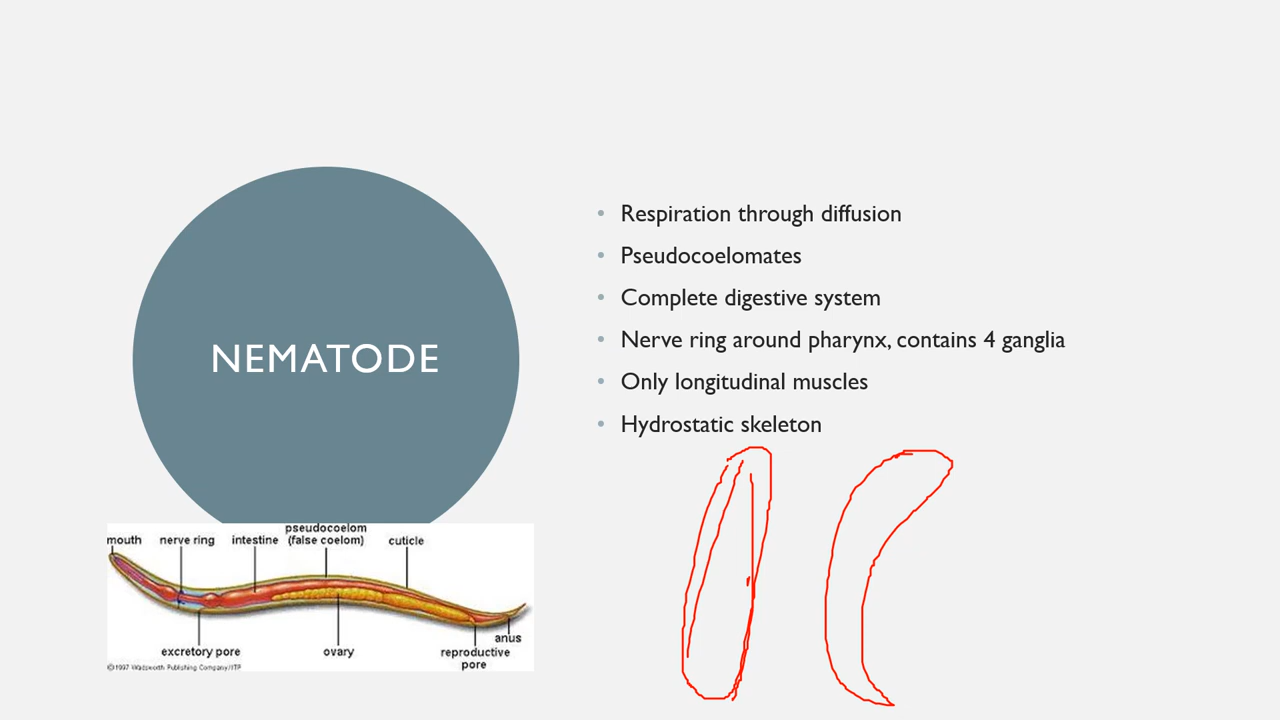 NEMATODE
• Respiration through diffusion
• Pseudocoelomates
• Complete digestive system
• Nerve ring around pharynx, contains 4 ganglia
• Only longitudinal muscles
• Hydrostatic skeleton
pseudocoelom
mouth nerve ring intestine (false coelom) cuticle
anus
excretory pore ovary reproductive
pore
©1997 Wadsworth Publishing Company/ITP